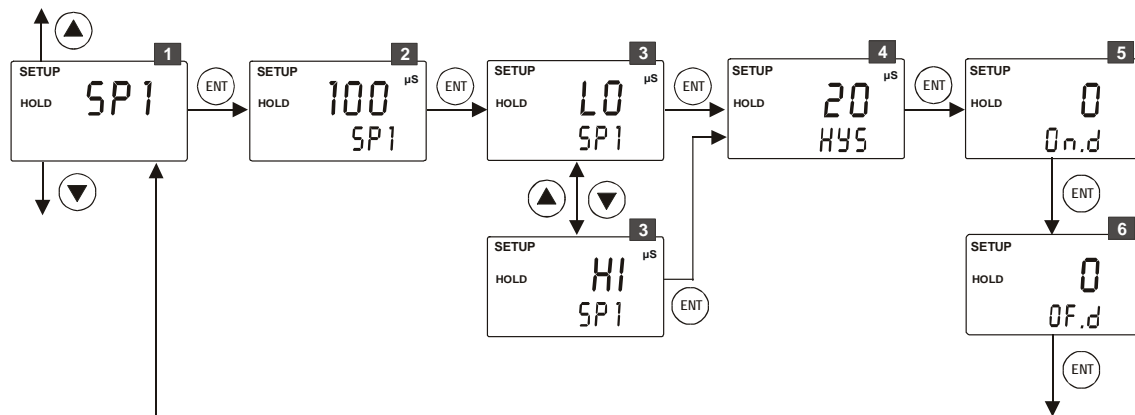 1
SETUP
HOLD
SP1
ENT
2
SETUP
µS
HOLD
100
SP1
ENT
3
SETUP
µS
HOLD
LO
SP1
ENT
4
SETUP
µS
HOLD
20
HYS
ENT
5
SETUP
HOLD
0
On.d
ENT
3
SETUP
µS
HOLD
HI
SP1
ENT
6
SETUP
HOLD
0
OF.d
ENT